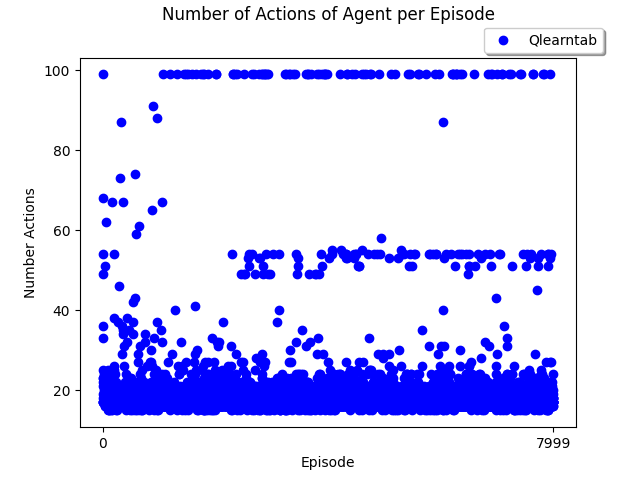 Number of Actions of Agent per Episode
Qlearntab
100
80
60
40
20
Number Actions
0 7999
Episode